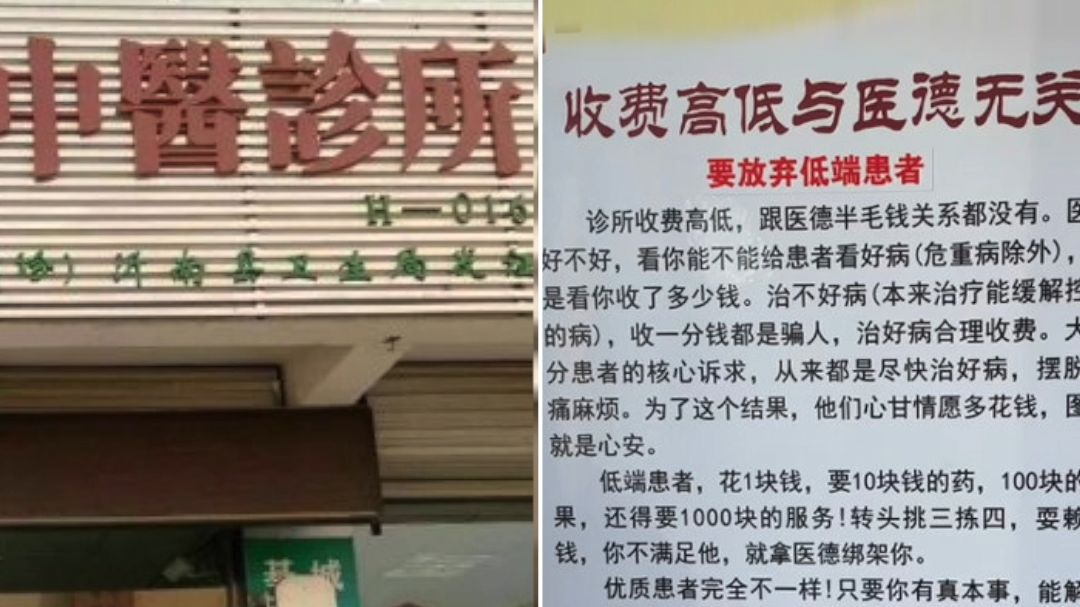 中醫診所
H—016
沂南县卫生局发证
收费高低与医德无关
要放弃低端患者
诊所收费高低，跟医德半毛钱关系都没有。医
好不好，看你能不能给患者看好病(危重病除外)，
是看你收了多少钱。治不好病(本来治疗能缓解控
的病)，收一分钱都是骗人，治好病合理收费。大
分患者的核心诉求，从来都是尽快治好病，摆脱
痛麻烦。为了这个结果，他们心甘情愿多花钱，图
就是心安。
低端患者，花1块钱，要10块钱的药，100块的
果，还得要1000块的服务!转头挑三拣四，耍赖
钱，你不满足他，就拿医德绑架你。
优质患者完全不一样!只要你有真本事，能解